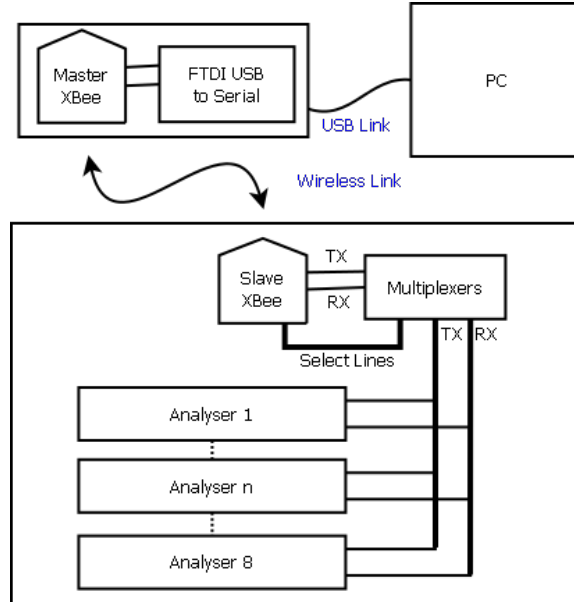 Master
XBee
FTDI USB
to Serial
PC
USB Link
Wireless Link
Slave
XBee
TX
RX
Multiplexers
TX
RX
Select Lines
Analyser 1
Analyser n
Analyser 8